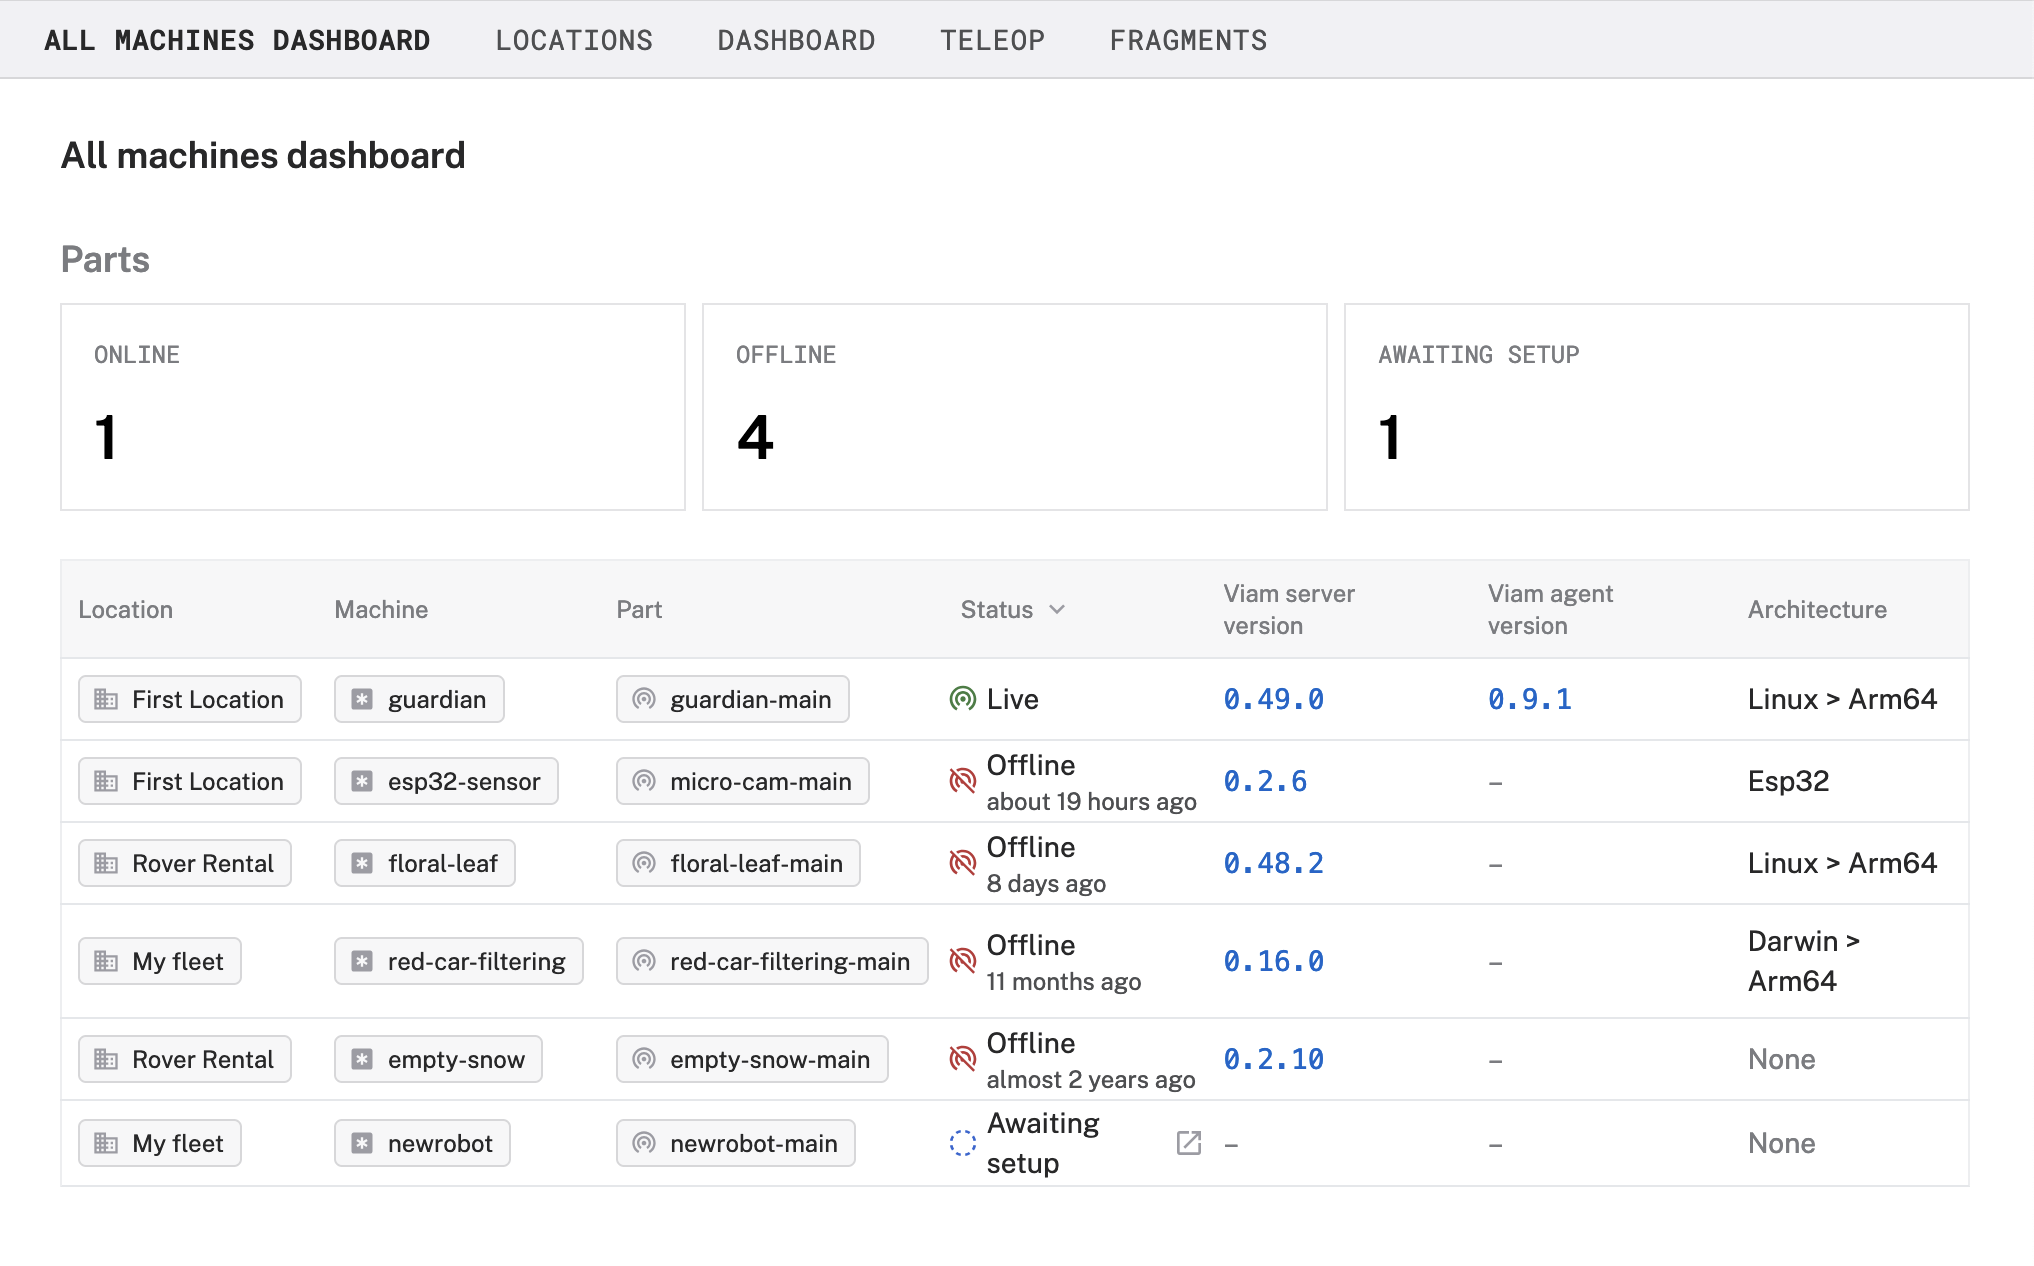 ALL MACHINES DASHBOARD LOCATIONS DASHBOARD TELEOP FRAGMENTS
All machines dashboard
Parts
ONLINE OFFLINE AWAITING SETUP
1 4 1
Location Machine Part Status Viam server version Viam agent version Architecture
First Location guardian guardian-main Live 0.49.0 0.9.1 Linux > Arm64
First Location esp32-sensor micro-cam-main Offline about 19 hours ago 0.2.6 – Esp32
Rover Rental floral-leaf floral-leaf-main Offline 8 days ago 0.48.2 – Linux > Arm64
My fleet red-car-filtering red-car-filtering-main Offline 11 months ago 0.16.0 – Darwin > Arm64
Rover Rental empty-snow empty-snow-main Offline almost 2 years ago 0.2.10 – None
My fleet newrobot newrobot-main Awaiting setup – – None